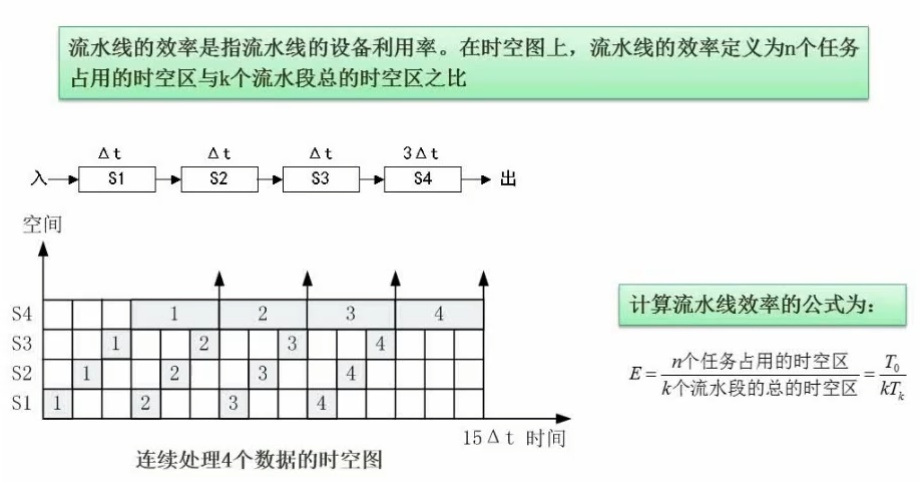 流水线的效率是指流水线的设备利用率。在时空图上，流水线的效率定义为n个任务
占用的时空区与k个流水段总的时空区之比
Δt Δt Δt 3Δt
入 S1 S2 S3 S4 出
空间
S4 1 2 3 4
S3 1 2 3 4
S2 1 2 3 4
S1 1 2 3 4
15Δt 时间
连续处理4个数据的时空图
计算流水线效率的公式为：
E = n个任务占用的时空区 / k个流水段的总的时空区 = T₀ / kTₖ